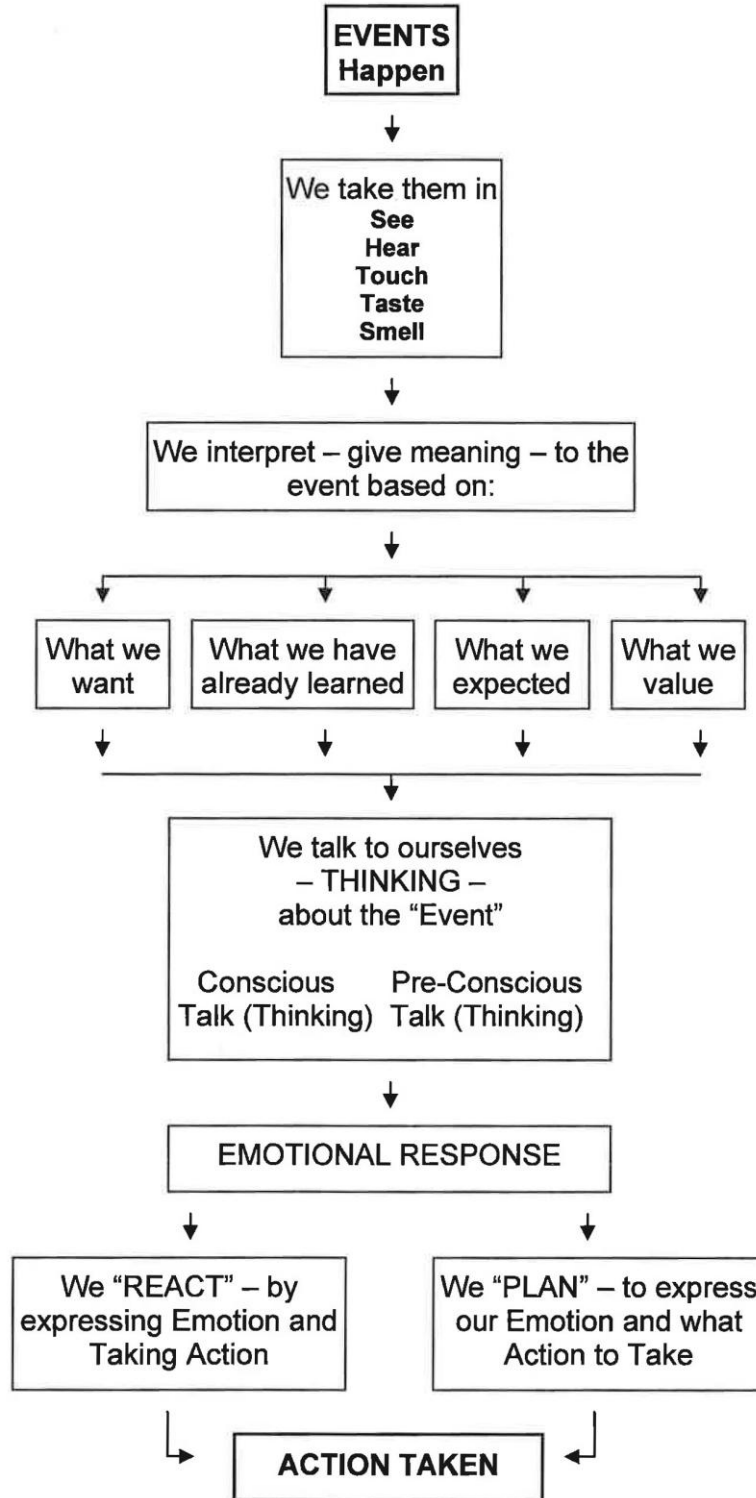 EVENTS
Happen
We take them in
See
Hear
Touch
Taste
Smell
We interpret – give meaning – to the
event based on:
What we
want
What we have
already learned
What we
expected
What we
value
We talk to ourselves
– THINKING –
about the “Event”
Conscious
Talk (Thinking)
Pre-Conscious
Talk (Thinking)
EMOTIONAL RESPONSE
We “REACT” – by
expressing Emotion and
Taking Action
We “PLAN” – to express
our Emotion and what
Action to Take
ACTION TAKEN